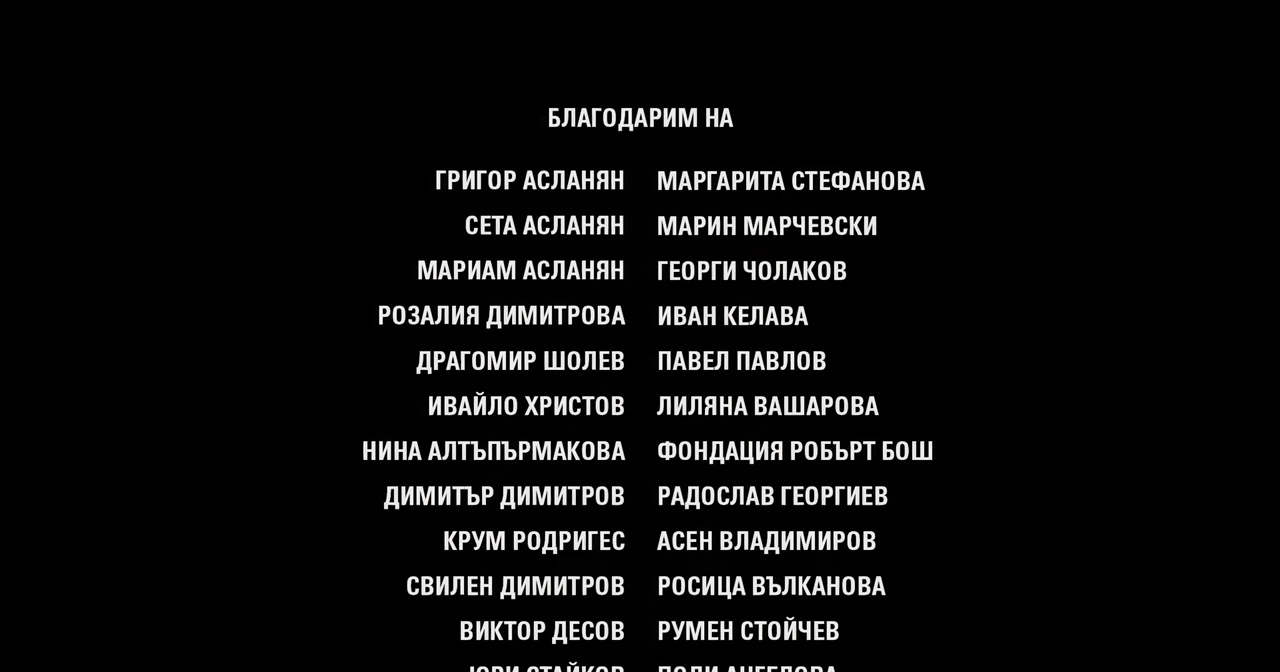 БЛАГОДАРИМ НА
ГРИГОР АСЛАНЯН МАРГАРИТА СТЕФАНОВА
СЕТА АСЛАНЯН МАРИН МАРЧЕВСКИ
МАРИАМ АСЛАНЯН ГЕОРГИ ЧОЛАКОВ
РОЗАЛИЯ ДИМИТРОВА ИВАН КЕЛАВА
ДРАГОМИР ШОЛЕВ ПАВЕЛ ПАВЛОВ
ИВАЙЛО ХРИСТОВ ЛИЛЯНА ВАШАРОВА
НИНА АЛТЪПЪРМАКОВА ФОНДАЦИЯ РОБЪРТ БОШ
ДИМИТЪР ДИМИТРОВ РАДОСЛАВ ГЕОРГИЕВ
КРУМ РОДРИГЕС АСЕН ВЛАДИМИРОВ
СВИЛЕН ДИМИТРОВ РОСИЦА ВЪЛКАНОВА
ВИКТОР ДЕСОВ РУМЕН СТОЙЧЕВ